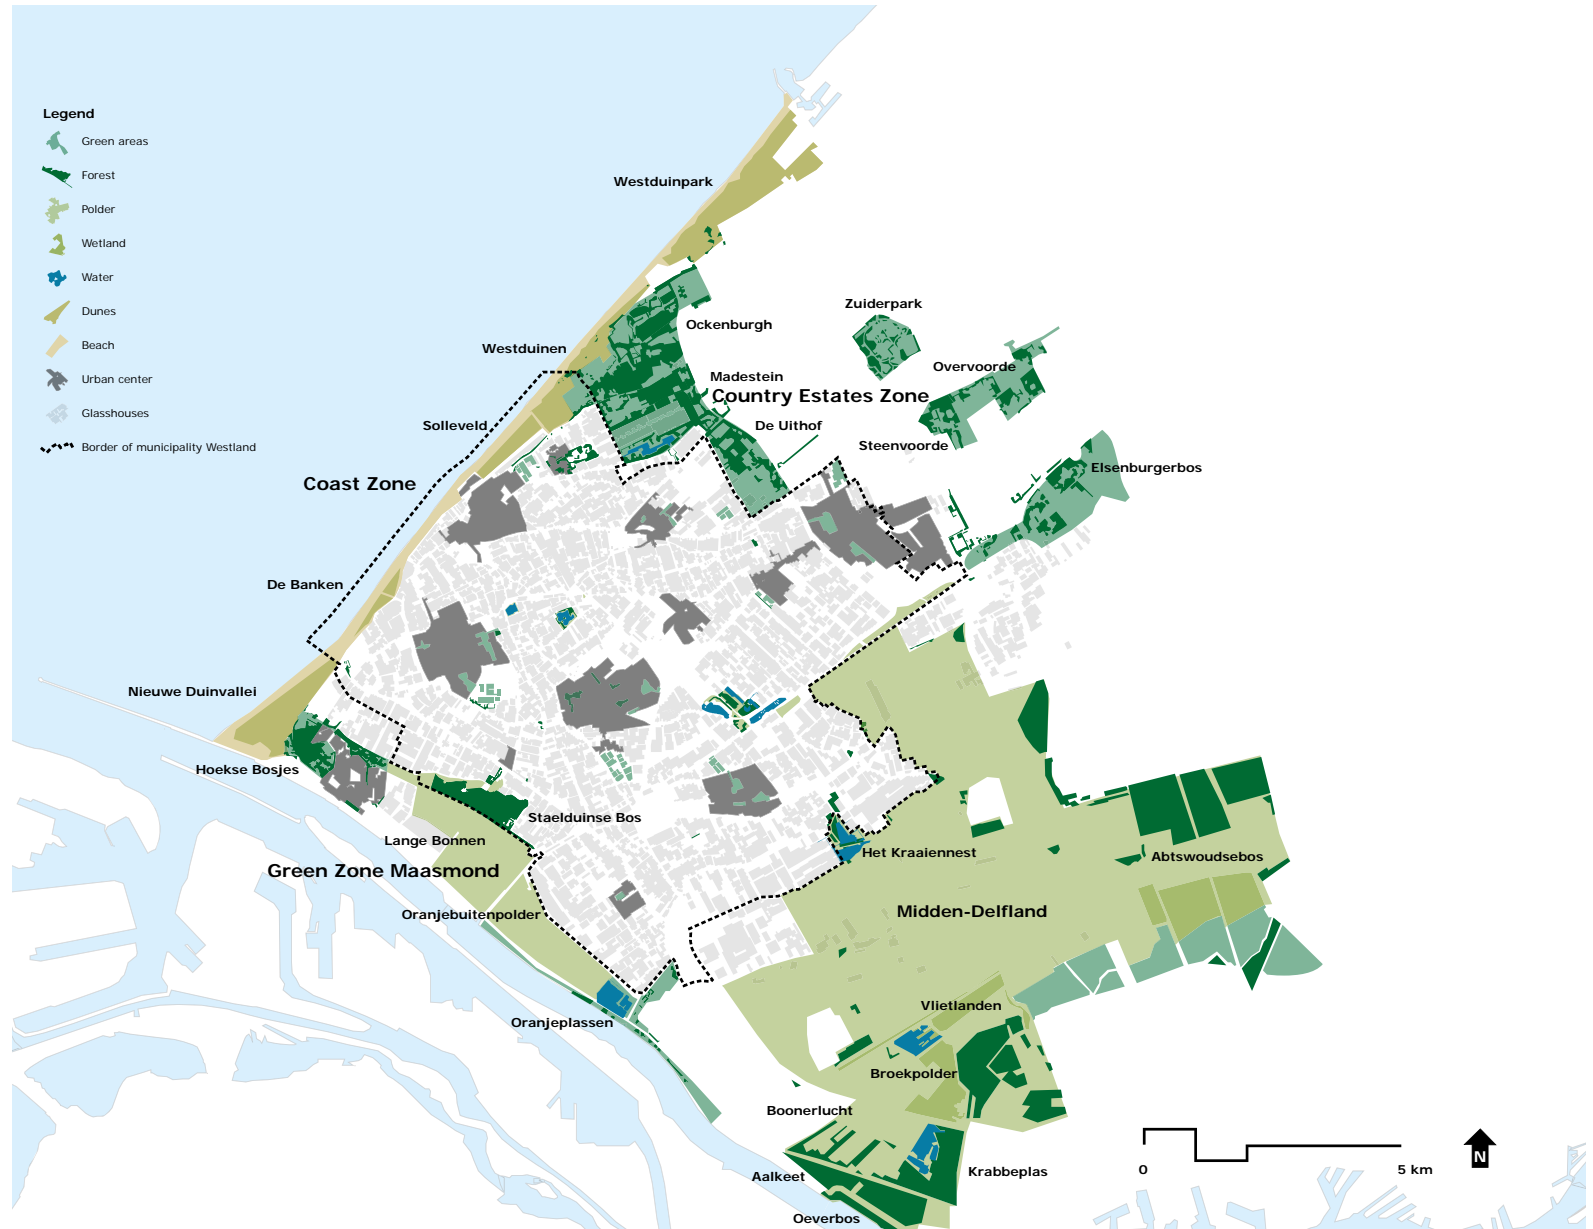 Legend
Green areas
Forest
Polder
Wetland
Water
Dunes
Beach
Urban center
Glasshouses
Border of municipality Westland
Westduinpark
Zuiderpark
Ockenburgh
Westduinen
Overvoorde
Madestein
Country Estates Zone
Solleveld
De Uithof
Steenvoorde
Elsenburgerbos
Coast Zone
De Banken
Nieuwe Duinvallei
Hoekse Bosjes
Staelduinse Bos
Lange Bonnen
Het Kraaiennest
Abtswoudsebos
Green Zone Maasmond
Oranjebuitenpolder
Midden-Delfland
Vlietlanden
Oranjeplassen
Broekpolder
Boonerlucht
Krabbeplas
Aalkeet
Oeverbos
0
5 km
N